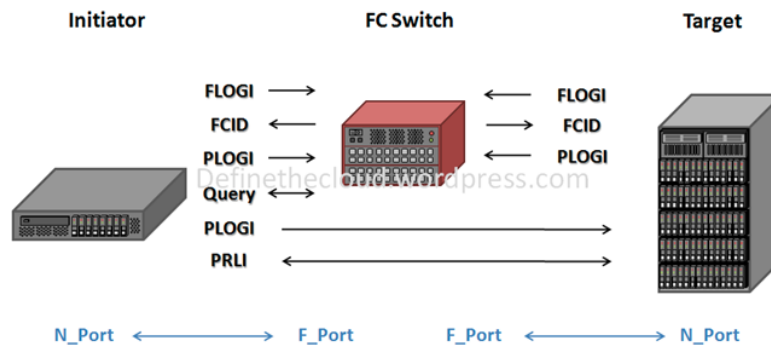 Initiator FC Switch Target
FLOGI FLOGI
FCID FCID
PLOGI PLOGI
Definethecloud.wordpress.com
Query
PLOGI
PRLI
N_Port F_Port F_Port N_Port